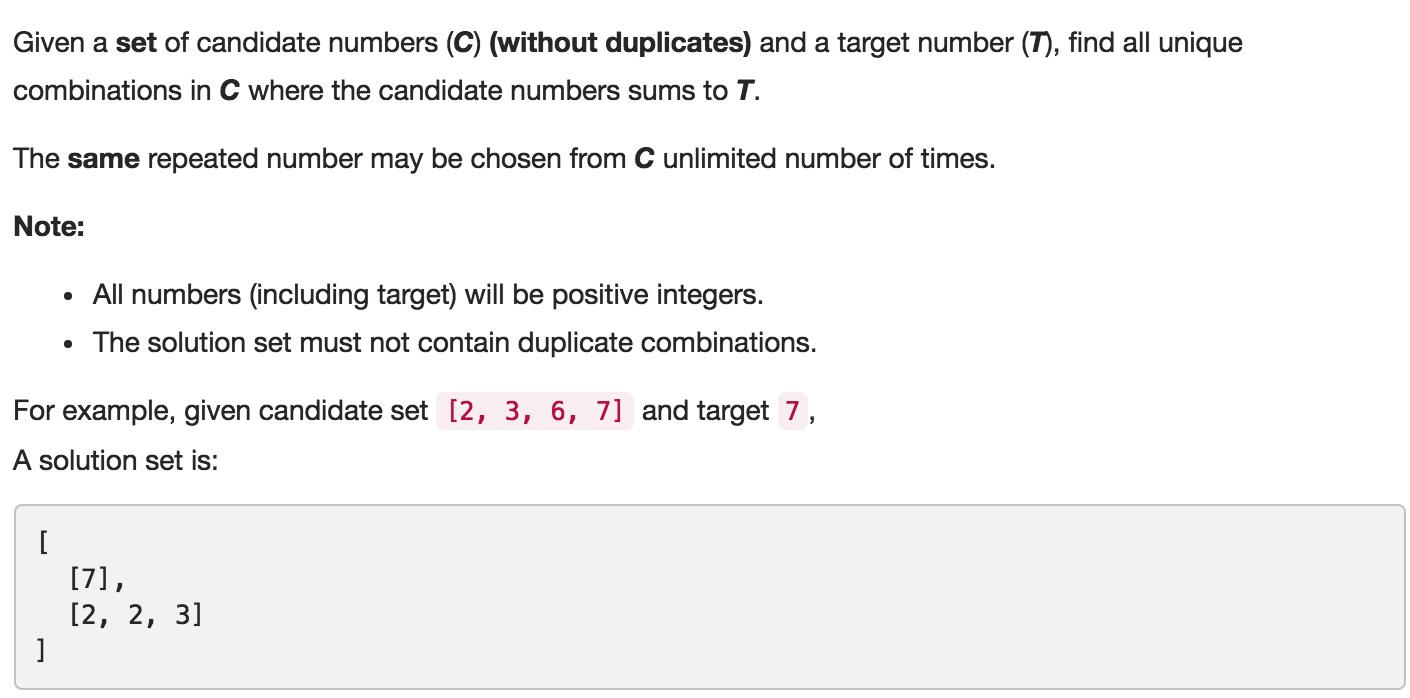 Given a set of candidate numbers (C) (without duplicates) and a target number (T), find all unique
combinations in C where the candidate numbers sums to T.
The same repeated number may be chosen from C unlimited number of times.
Note:
• All numbers (including target) will be positive integers.
• The solution set must not contain duplicate combinations.
For example, given candidate set [2, 3, 6, 7] and target 7,
A solution set is:
[
  [7],
  [2, 2, 3]
]